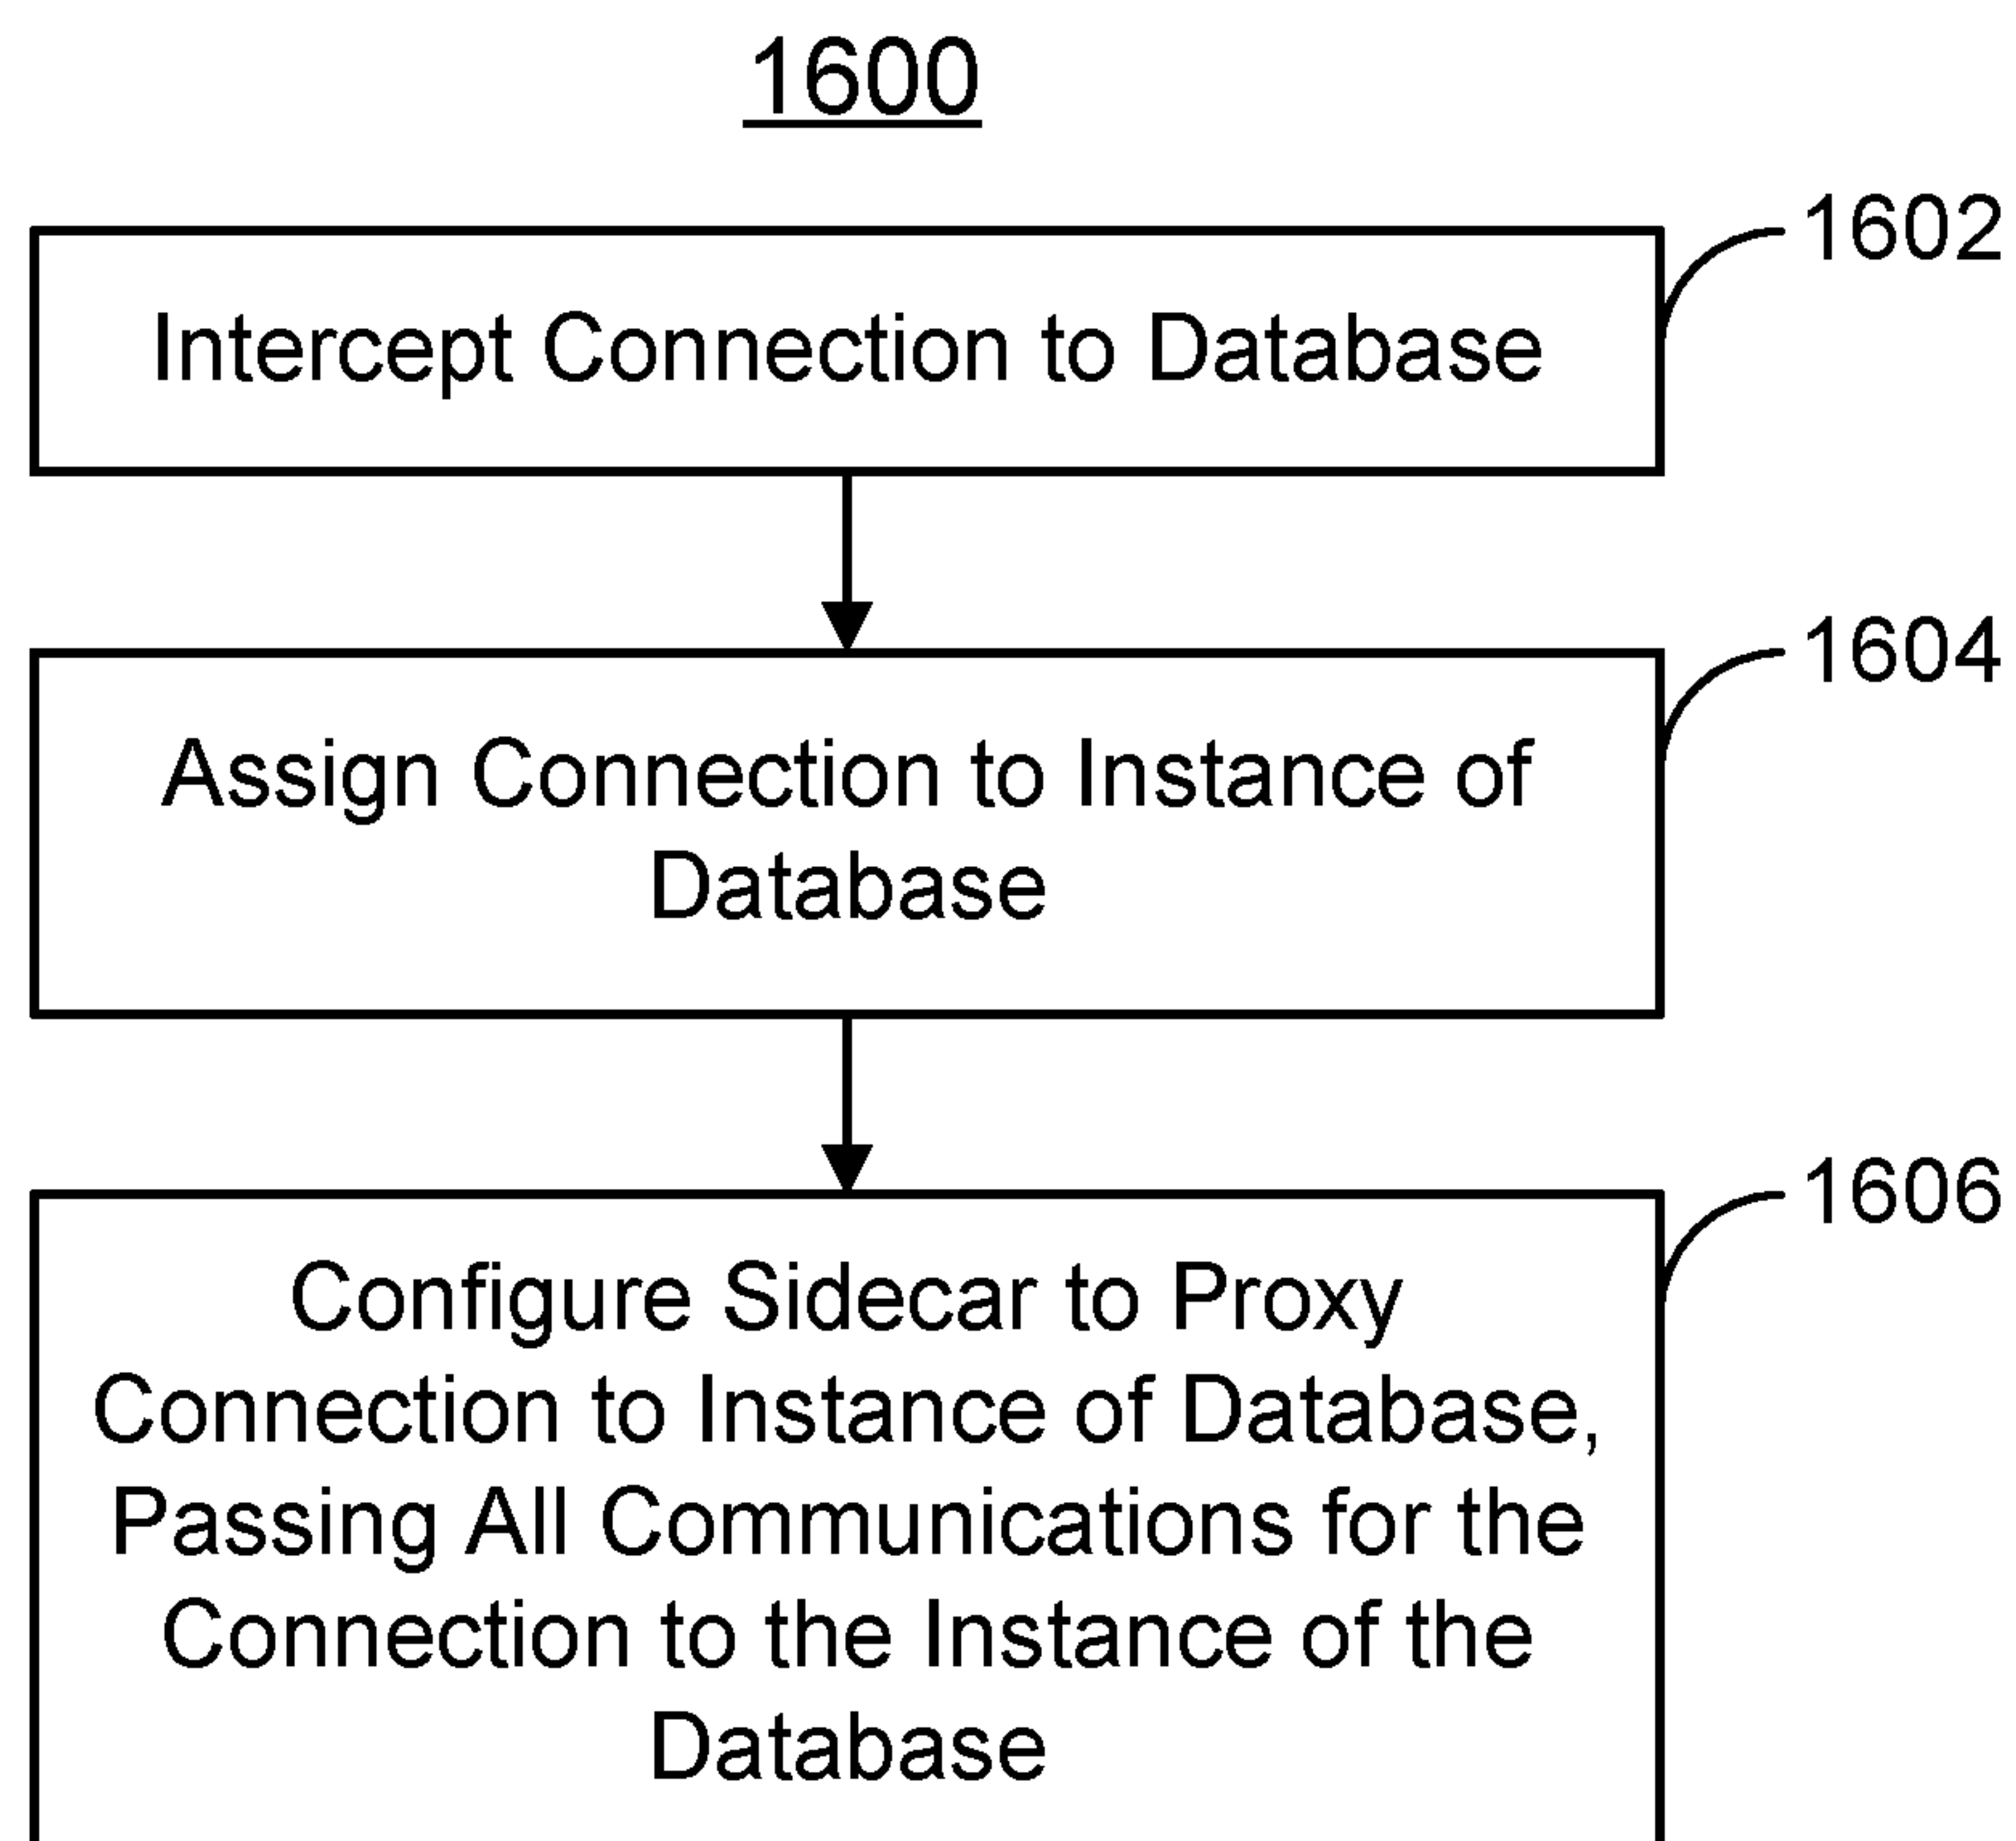 1600
1602
Intercept Connection to Database
1604
Assign Connection to Instance of
Database
1606
Configure Sidecar to Proxy
Connection to Instance of Database,
Passing All Communications for the
Connection to the Instance of the
Database